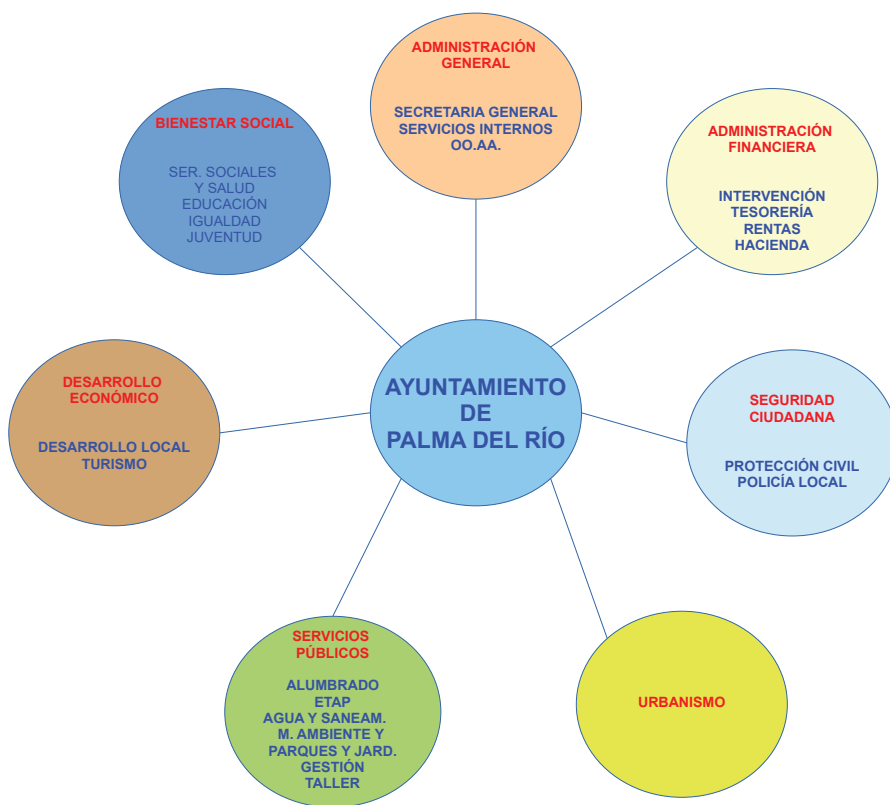 ADMINISTRACIÓN
GENERAL
SECRETARIA GENERAL
SERVICIOS INTERNOS
OO.AA.
BIENESTAR SOCIAL
SER. SOCIALES
Y SALUD
EDUCACIÓN
IGUALDAD
JUVENTUD
ADMINISTRACIÓN
FINANCIERA
INTERVENCIÓN
TESORERÍA
RENTAS
HACIENDA
DESARROLLO
ECONÓMICO
DESARROLLO LOCAL
TURISMO
AYUNTAMIENTO
DE
PALMA DEL RÍO
SEGURIDAD
CIUDADANA
PROTECCIÓN CIVIL
POLICÍA LOCAL
SERVICIOS
PÚBLICOS
ALUMBRADO
ETAP
AGUA Y SANEAM.
M. AMBIENTE Y
PARQUES Y JARD.
GESTIÓN
TALLER
URBANISMO